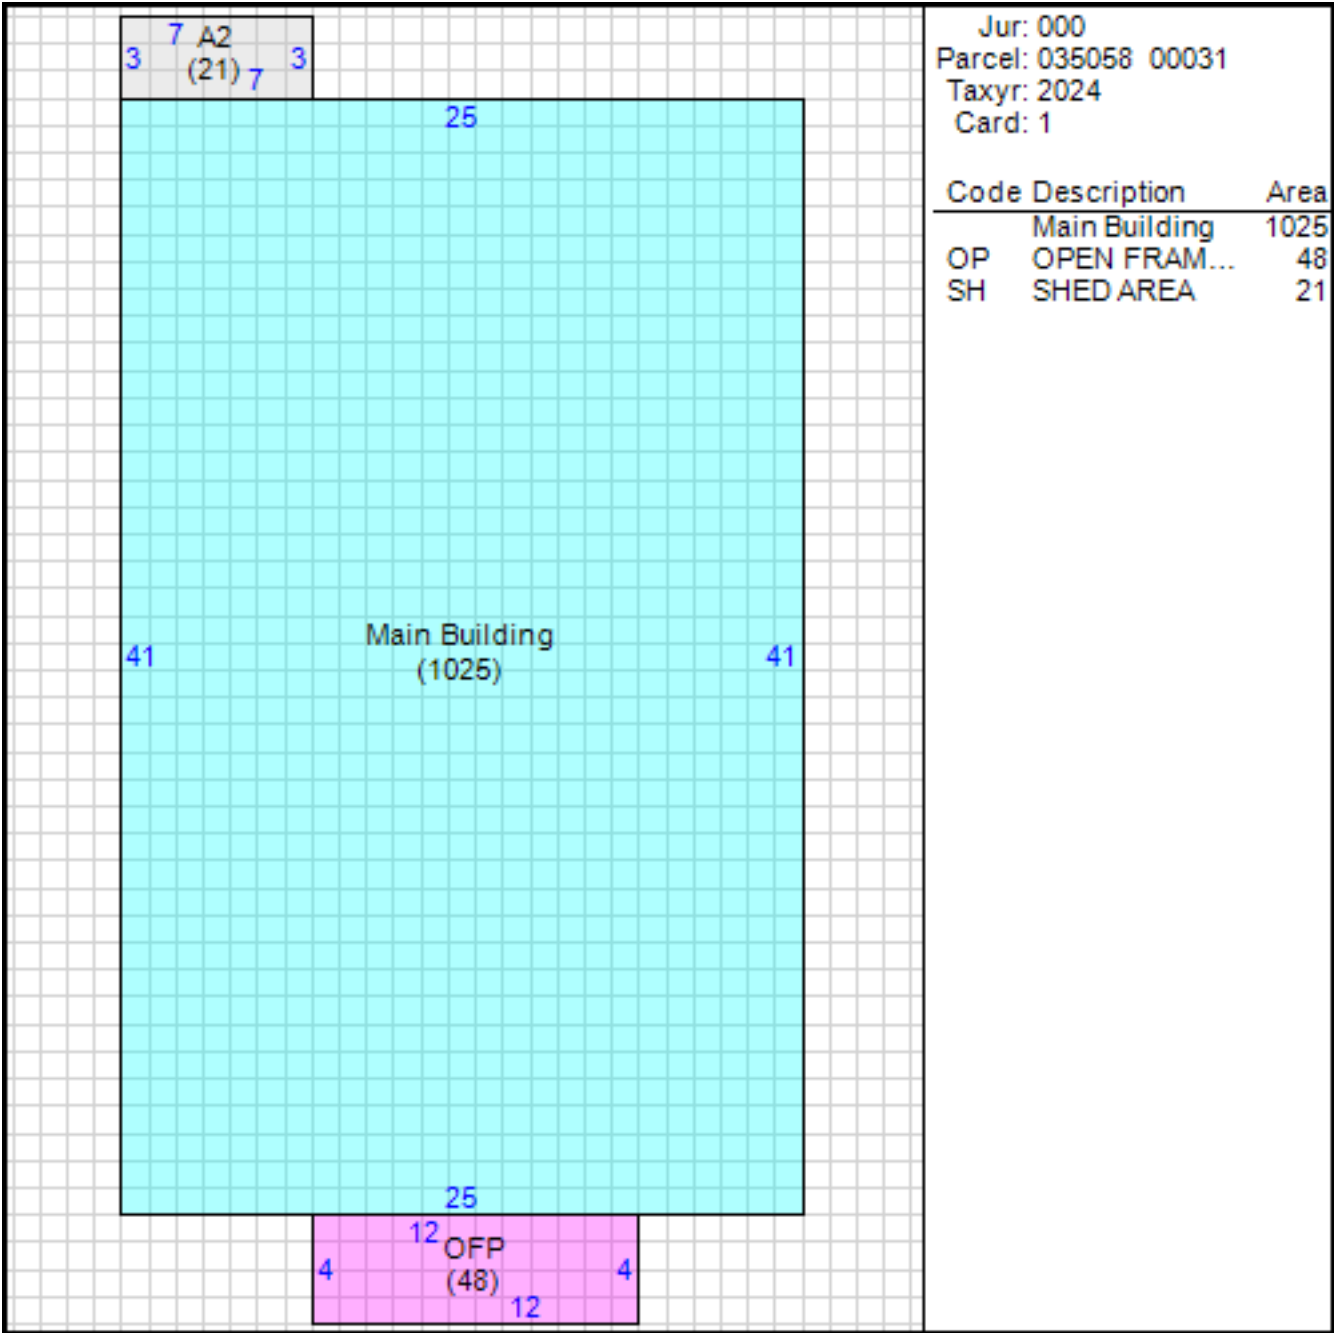 7 A2
3 (21) 7 3
25
Main Building
41 (1025) 41
25
12 OFP
4 (48) 4
12
Jur: 000
Parcel: 035058 00031
Taxyr: 2024
Card: 1
Code Description Area
Main Building 1025
OP OPEN FRAM... 48
SH SHED AREA 21